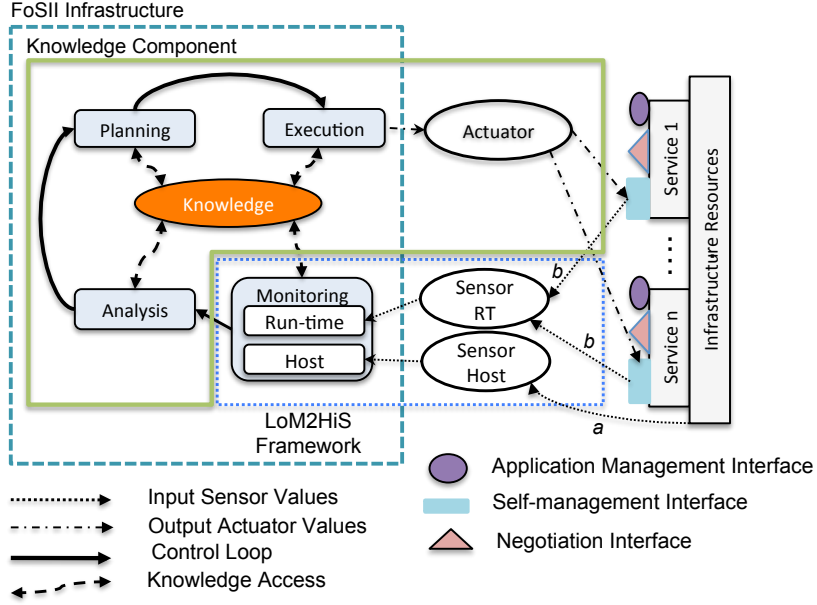 FoSII Infrastructure
Knowledge Component
Planning
Execution
Actuator
Service 1
Infrastructure Resources
Knowledge
. . . .
b
Analysis
Monitoring
Run-time
Host
Sensor
RT
b
Sensor
Host
Service n
a
LoM2HiS
Framework
Input Sensor Values
Output Actuator Values
Control Loop
Knowledge Access
Application Management Interface
Self-management Interface
Negotiation Interface